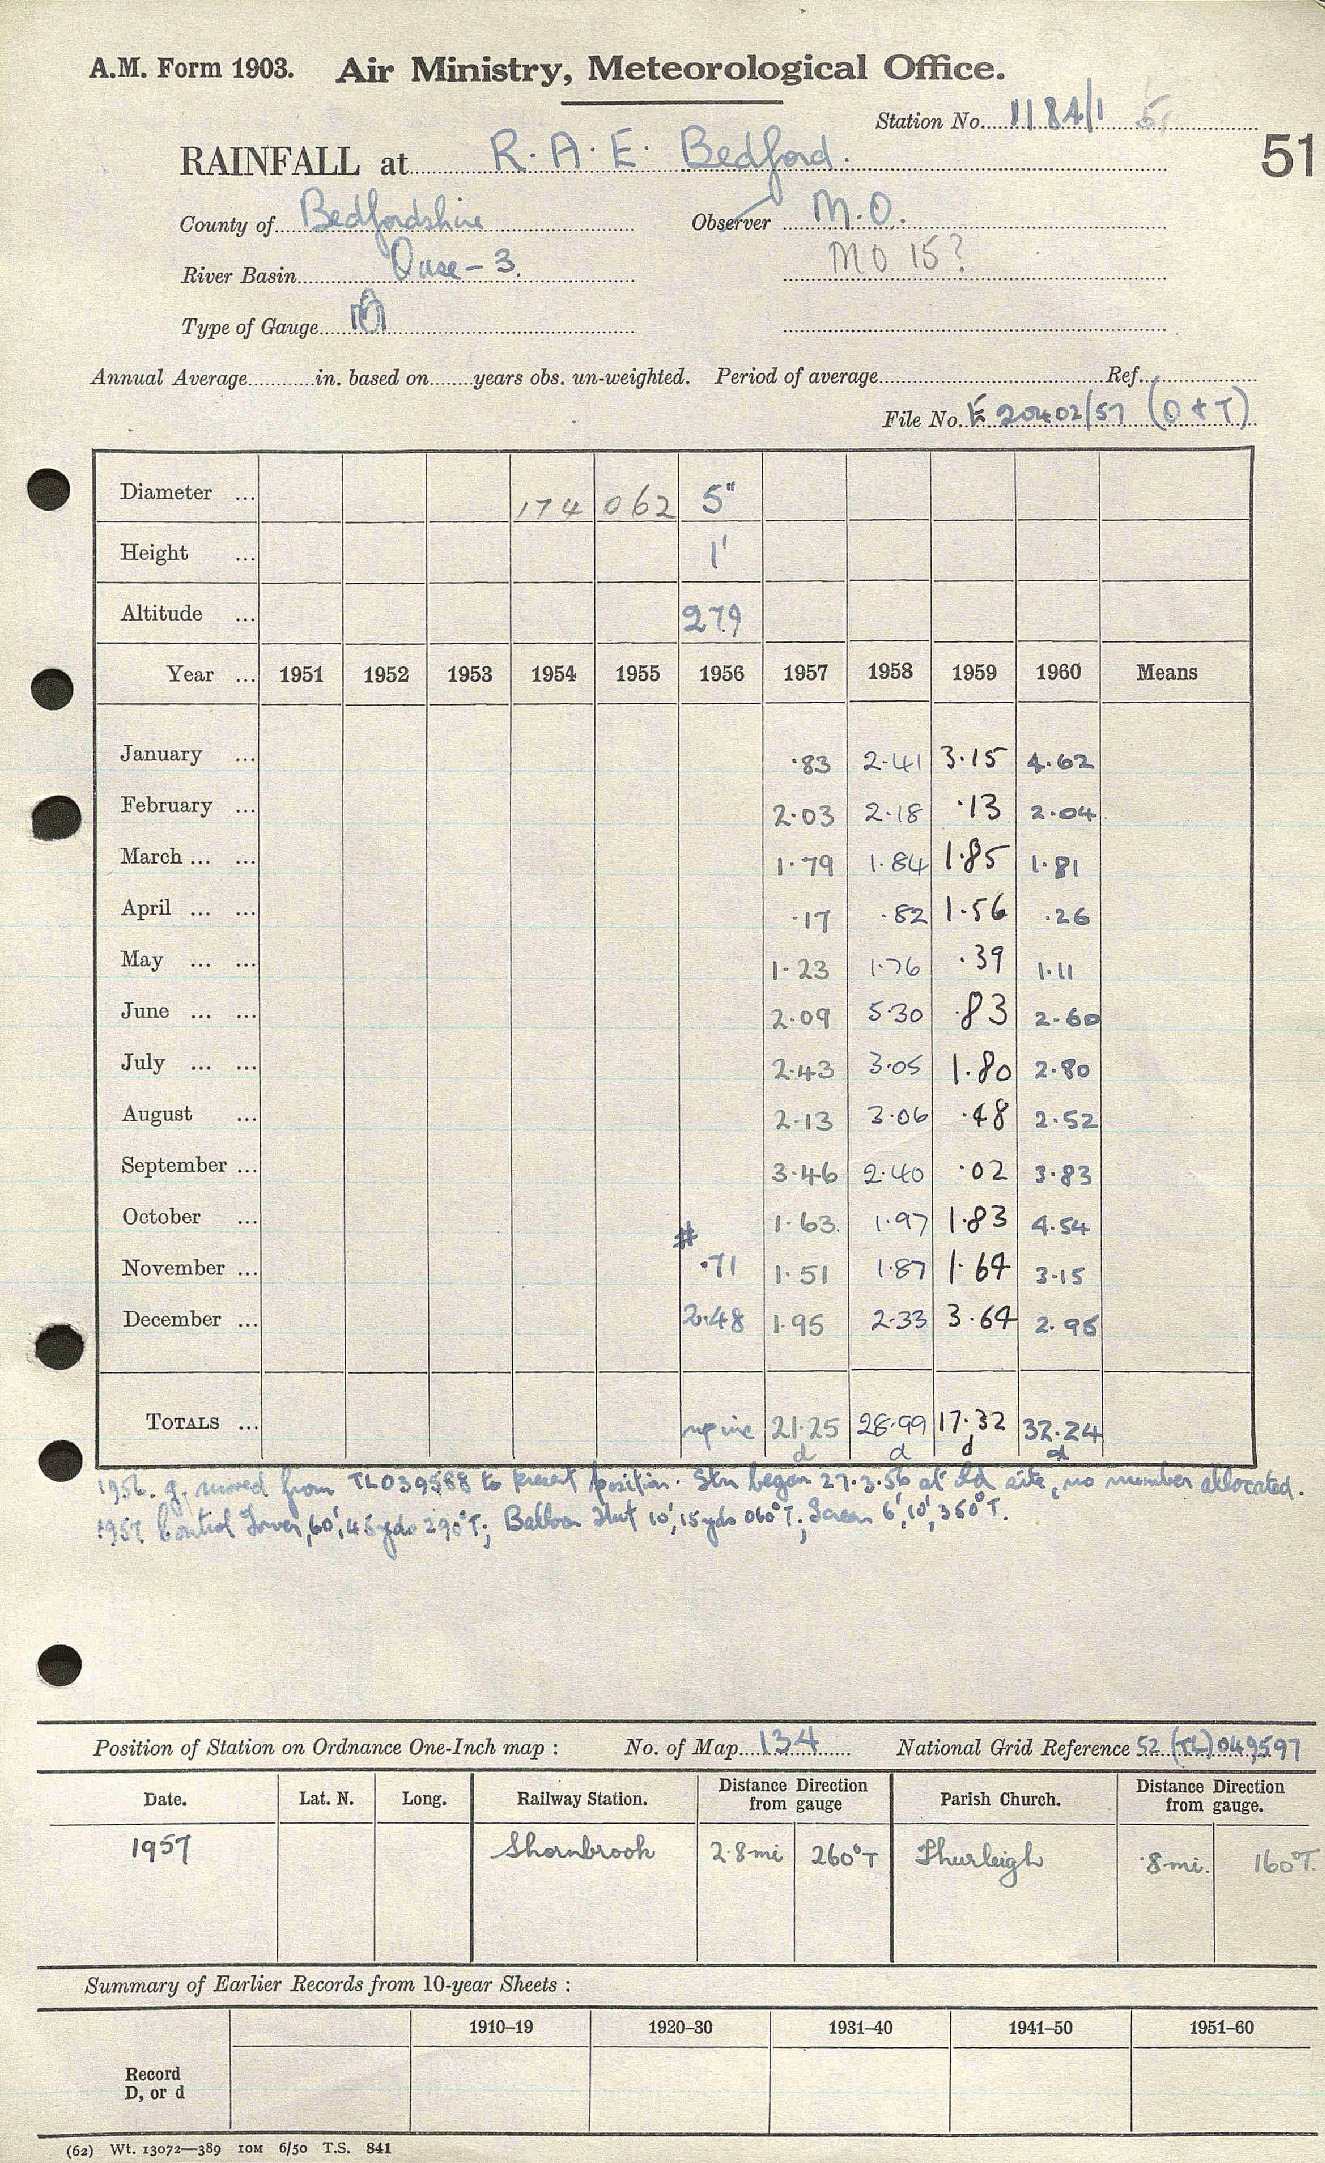 A.M. Form 1903. Air Ministry, Meteorological Office.
Station No. 1184/1
51
RAINFALL at R.A.E. Bedford.
County of Bedfordshire Observer M.O.
River Basin Ouse - 3. MO 15?
Type of Gauge
Annual Average in. based on years obs. un-weighted. Period of average Ref.
File No. E 20402/57 (O & T)
Diameter ... 174 062 5"
Height ... 1'
Altitude ... 279
Year ... 1951 1952 1953 1954 1955 1956 1957 1958 1959 1960 Means
January ... .83 2.41 3.15 4.62
February ... 2.03 2.18 .13 2.04
March ... ... 1.79 1.84 1.85 1.81
April ... ... .17 .82 1.56 .26
May ... ... 1.23 1.76 .39 1.11
June ... ... 2.09 5.30 .83 2.60
July ... ... 2.43 3.05 1.80 2.80
August ... 2.13 3.06 .48 2.52
September ... 3.46 2.40 .02 3.83
October ... # 1.63 1.97 1.83 4.54
November ... .71 1.51 1.87 1.64 3.15
December ... 2.48 1.95 2.33 3.64 2.96
TOTALS ... 21.25 28.99 17.32 32.24
d d d d
1956. g. moved from TL039588 to present position. Stn began 27.3.56 at old site, no number allocated.
1957 Control Tower, 60', 45 yds 290°T; Balloon Hut 10', 15 yds 060°T; Screen 6', 10', 360°T.
Position of Station on Ordnance One-Inch map : No. of Map 134 National Grid Reference 52 (TL) 049597
Date. Lat. N. Long. Railway Station. Distance Direction from gauge Parish Church. Distance Direction from gauge.
1957 Sharnbrook 2.8mi 260°T Thurleigh .8mi. 160°T.
Summary of Earlier Records from 10-year Sheets :
1910–19 1920–30 1931–40 1941–50 1951–60
Record
D, or d
(62) Wt. 13072—389 10M 6/50 T.S. 841